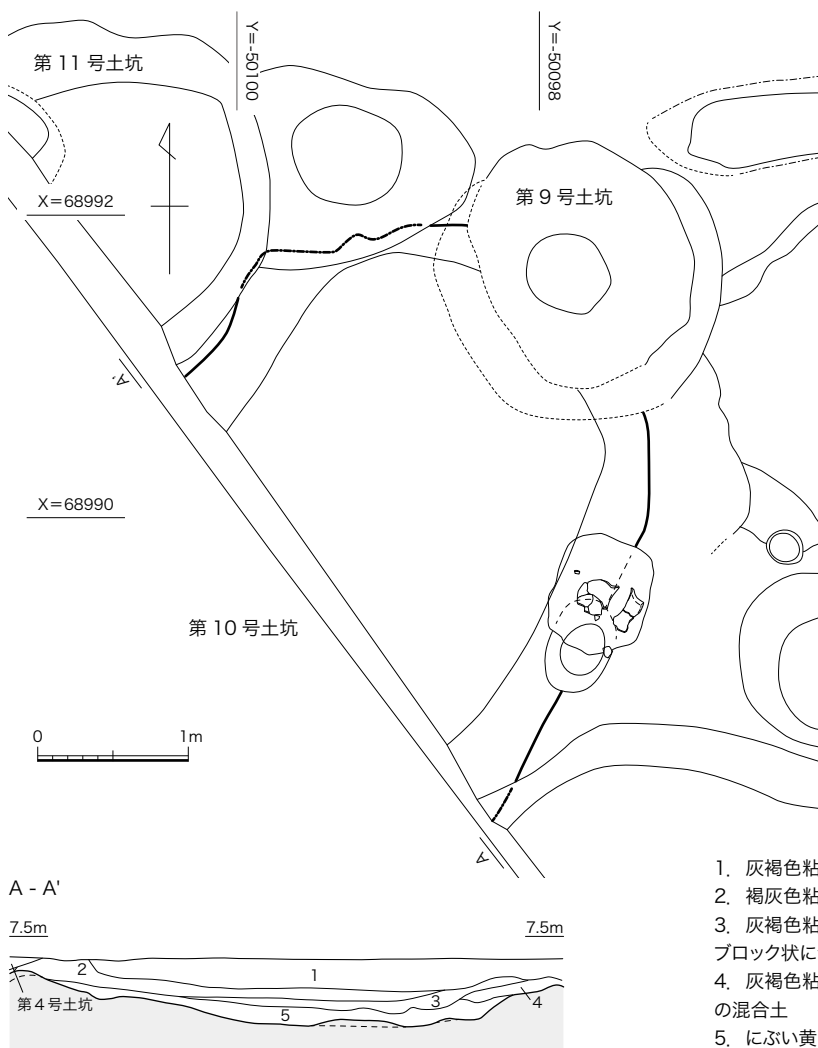 Y=-50100
Y=-50098
第 11 号土坑
第 9 号土坑
X=68992
A'
X=68990
第 10 号土坑
0 1m
A
A - A'
7.5m 7.5m
2 1
3 4
5
第４号土坑
1. 灰褐色粘
2. 褐灰色粘
3. 灰褐色粘
ブロック状に
4. 灰褐色粘
の混合土
5. にぶい黄